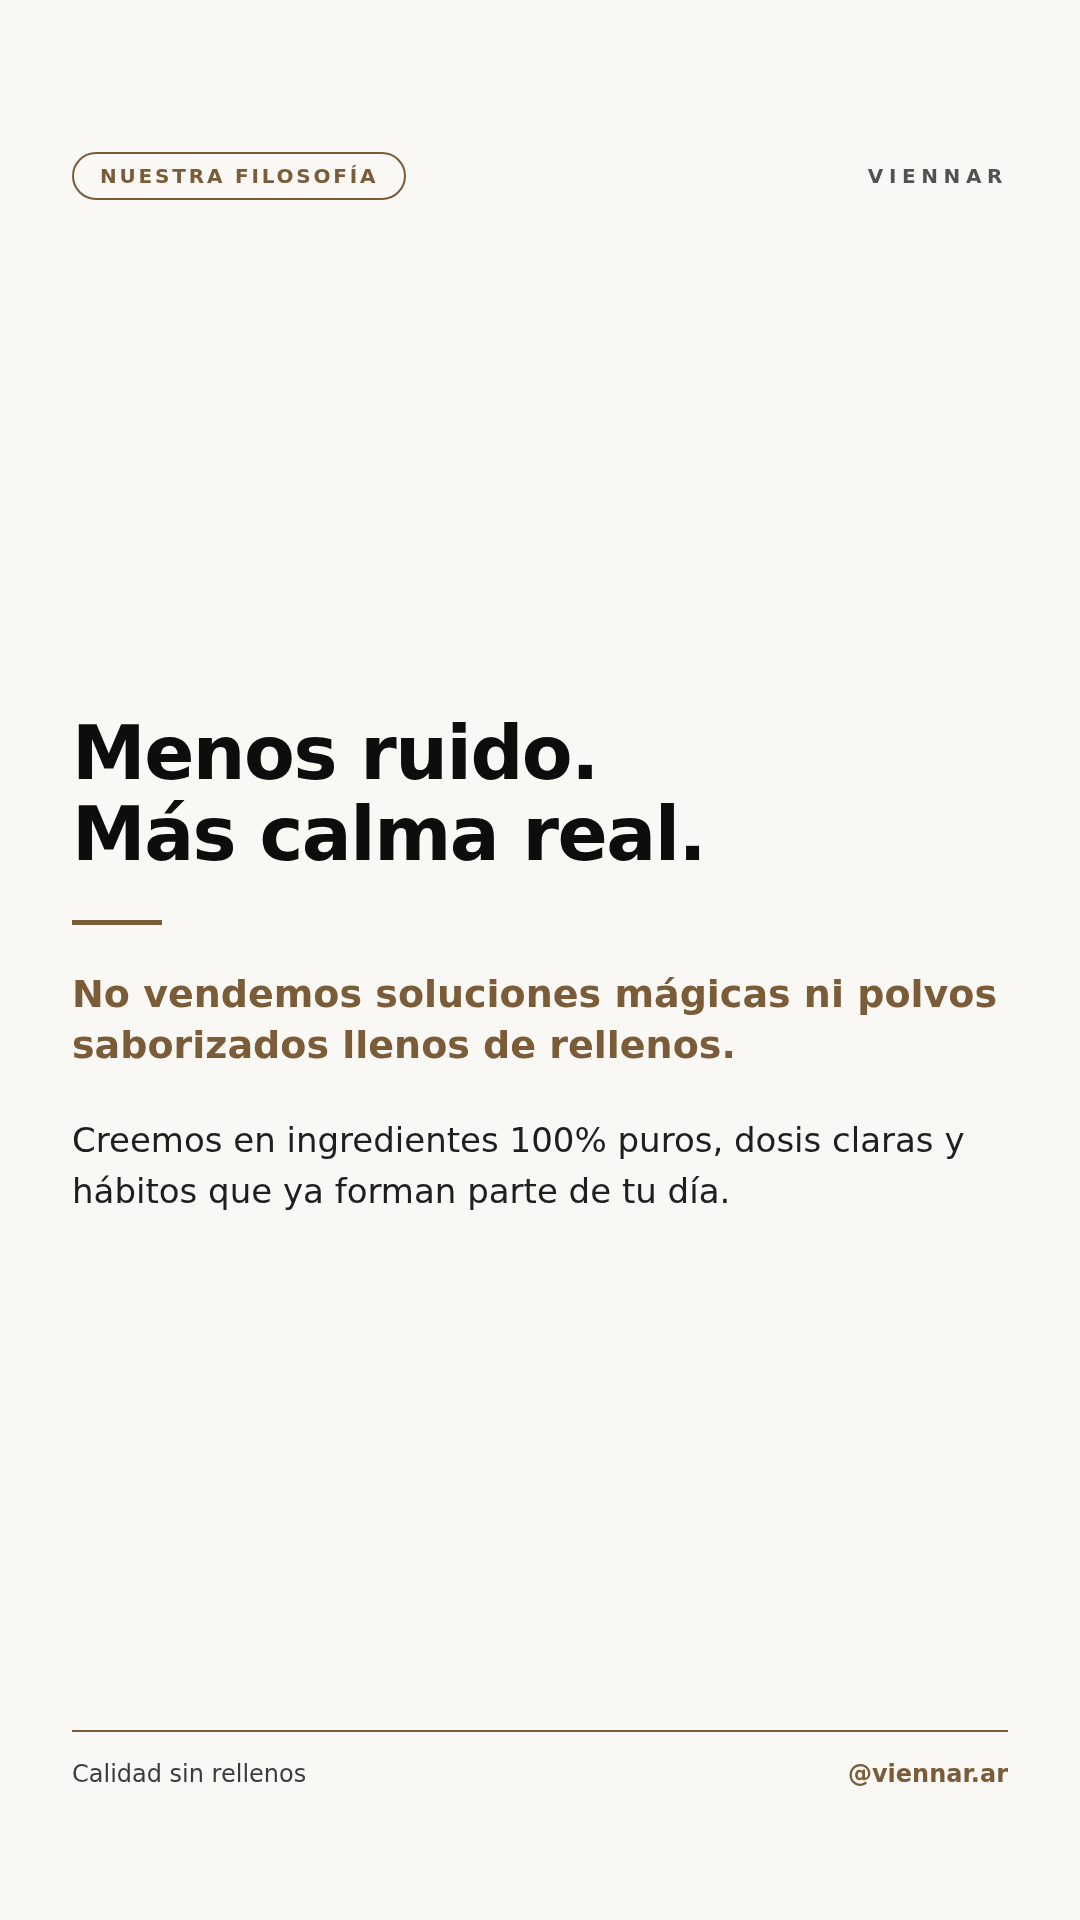 NUESTRA FILOSOFÍA
VIENNAR
Menos ruido.
Más calma real.
No vendemos soluciones mágicas ni polvos
saborizados llenos de rellenos.
Creemos en ingredientes 100% puros, dosis claras y
hábitos que ya forman parte de tu día.
Calidad sin rellenos
@viennar.ar